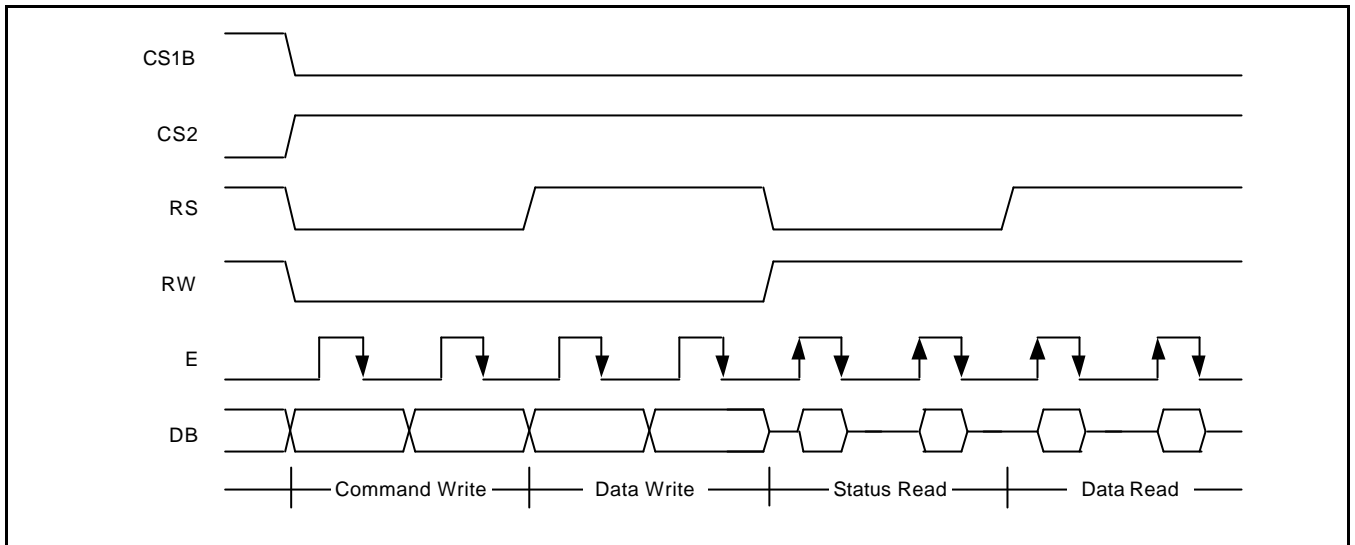 CS1B
CS2
RS
RW
E
DB
Command Write Data Write Status Read Data Read